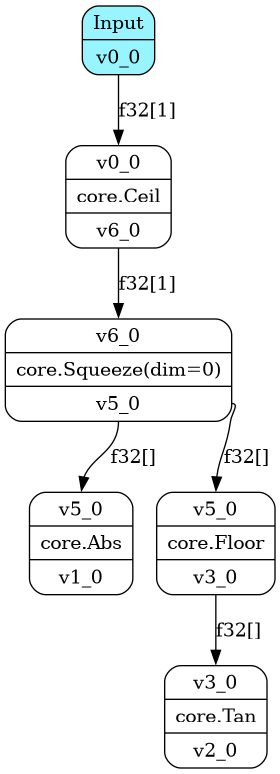 Input
v0_0
f32[1]
v0_0
core.Ceil
v6_0
f32[1]
v6_0
core.Squeeze(dim=0)
v5_0
f32[]
f32[]
v5_0
core.Abs
v1_0
v5_0
core.Floor
v3_0
f32[]
v3_0
core.Tan
v2_0